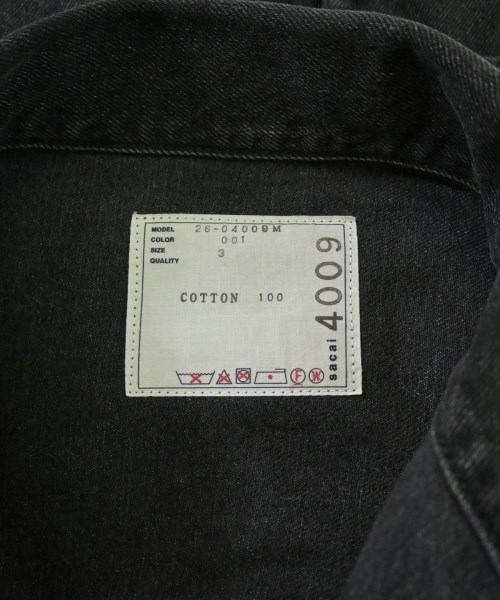 MODEL 26-04009M
COLOR 001
SIZE 3
QUALITY
COTTON 100
F W
sacai 4009